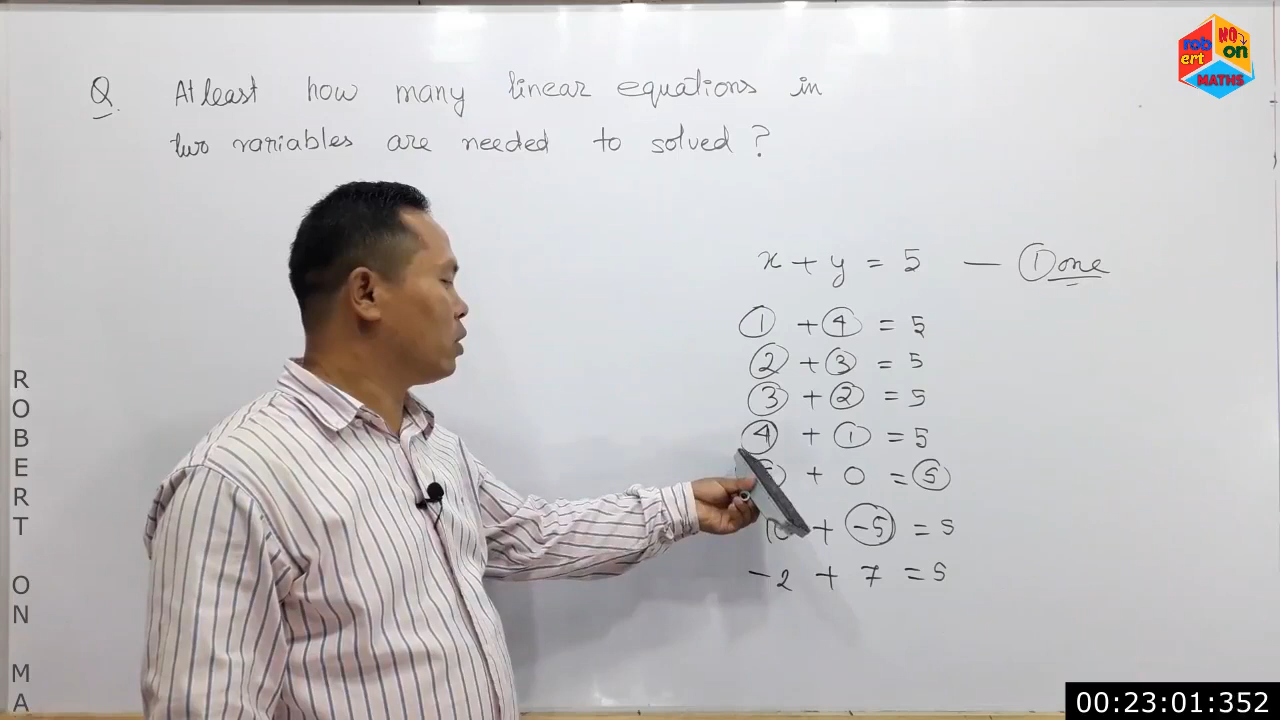 Q. Atleast how many linear equations in
two variables are needed to solved?
x + y = 5 — ① One
1 + 4 = 5
2 + 3 = 5
3 + 2 = 5
4 + 1 = 5
+ 0 = 5
+ -5 = 5
-2 + 7 = 5
robert
NO
on
MATHS
ROBERT ON MA
00:23:01:352